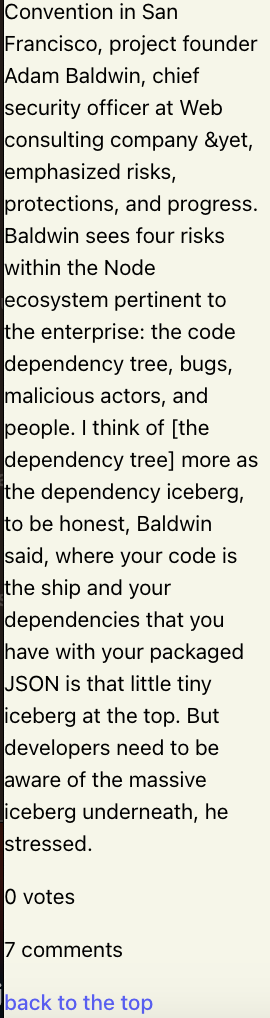 Convention in San
Francisco, project founder
Adam Baldwin, chief
security officer at Web
consulting company &yet,
emphasized risks,
protections, and progress.
Baldwin sees four risks
within the Node
ecosystem pertinent to
the enterprise: the code
dependency tree, bugs,
malicious actors, and
people. I think of [the
dependency tree] more as
the dependency iceberg,
to be honest, Baldwin
said, where your code is
the ship and your
dependencies that you
have with your packaged
JSON is that little tiny
iceberg at the top. But
developers need to be
aware of the massive
iceberg underneath, he
stressed.
0 votes
7 comments
back to the top